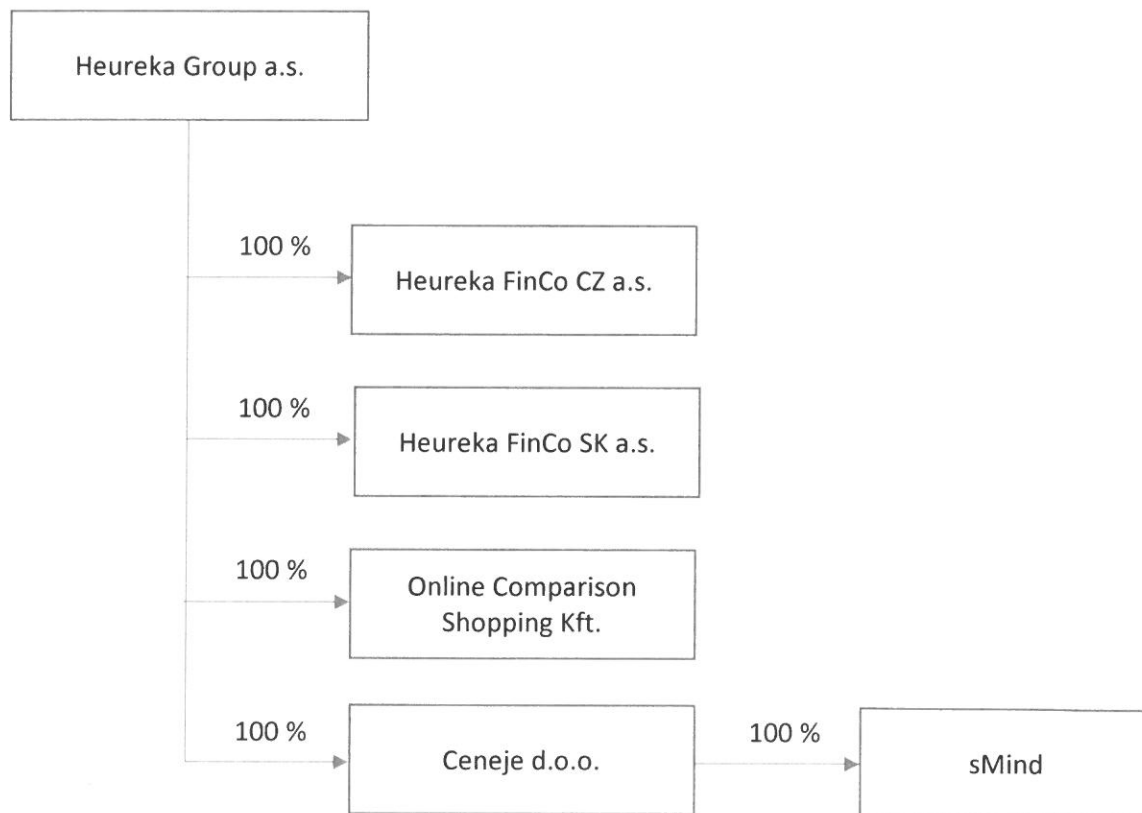 Heureka Group a.s.
100 %
Heureka FinCo CZ a.s.
100 %
Heureka FinCo SK a.s.
100 %
Online Comparison
Shopping Kft.
100 %
Ceneje d.o.o.
100 %
sMind